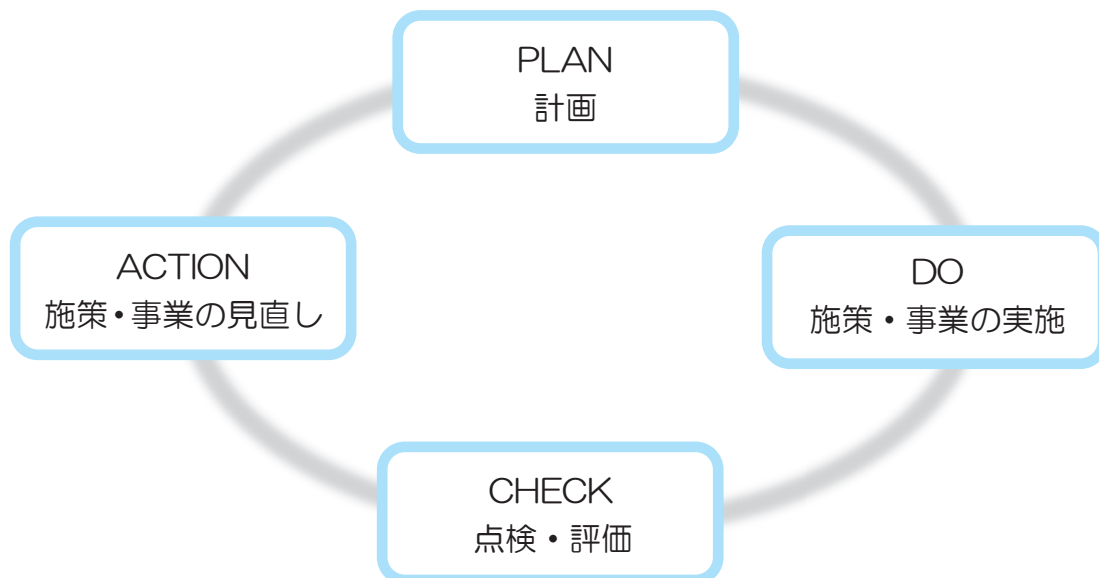 PLAN
計画
ACTION
施策・事業の見直し
DO
施策・事業の実施
CHECK
点検・評価